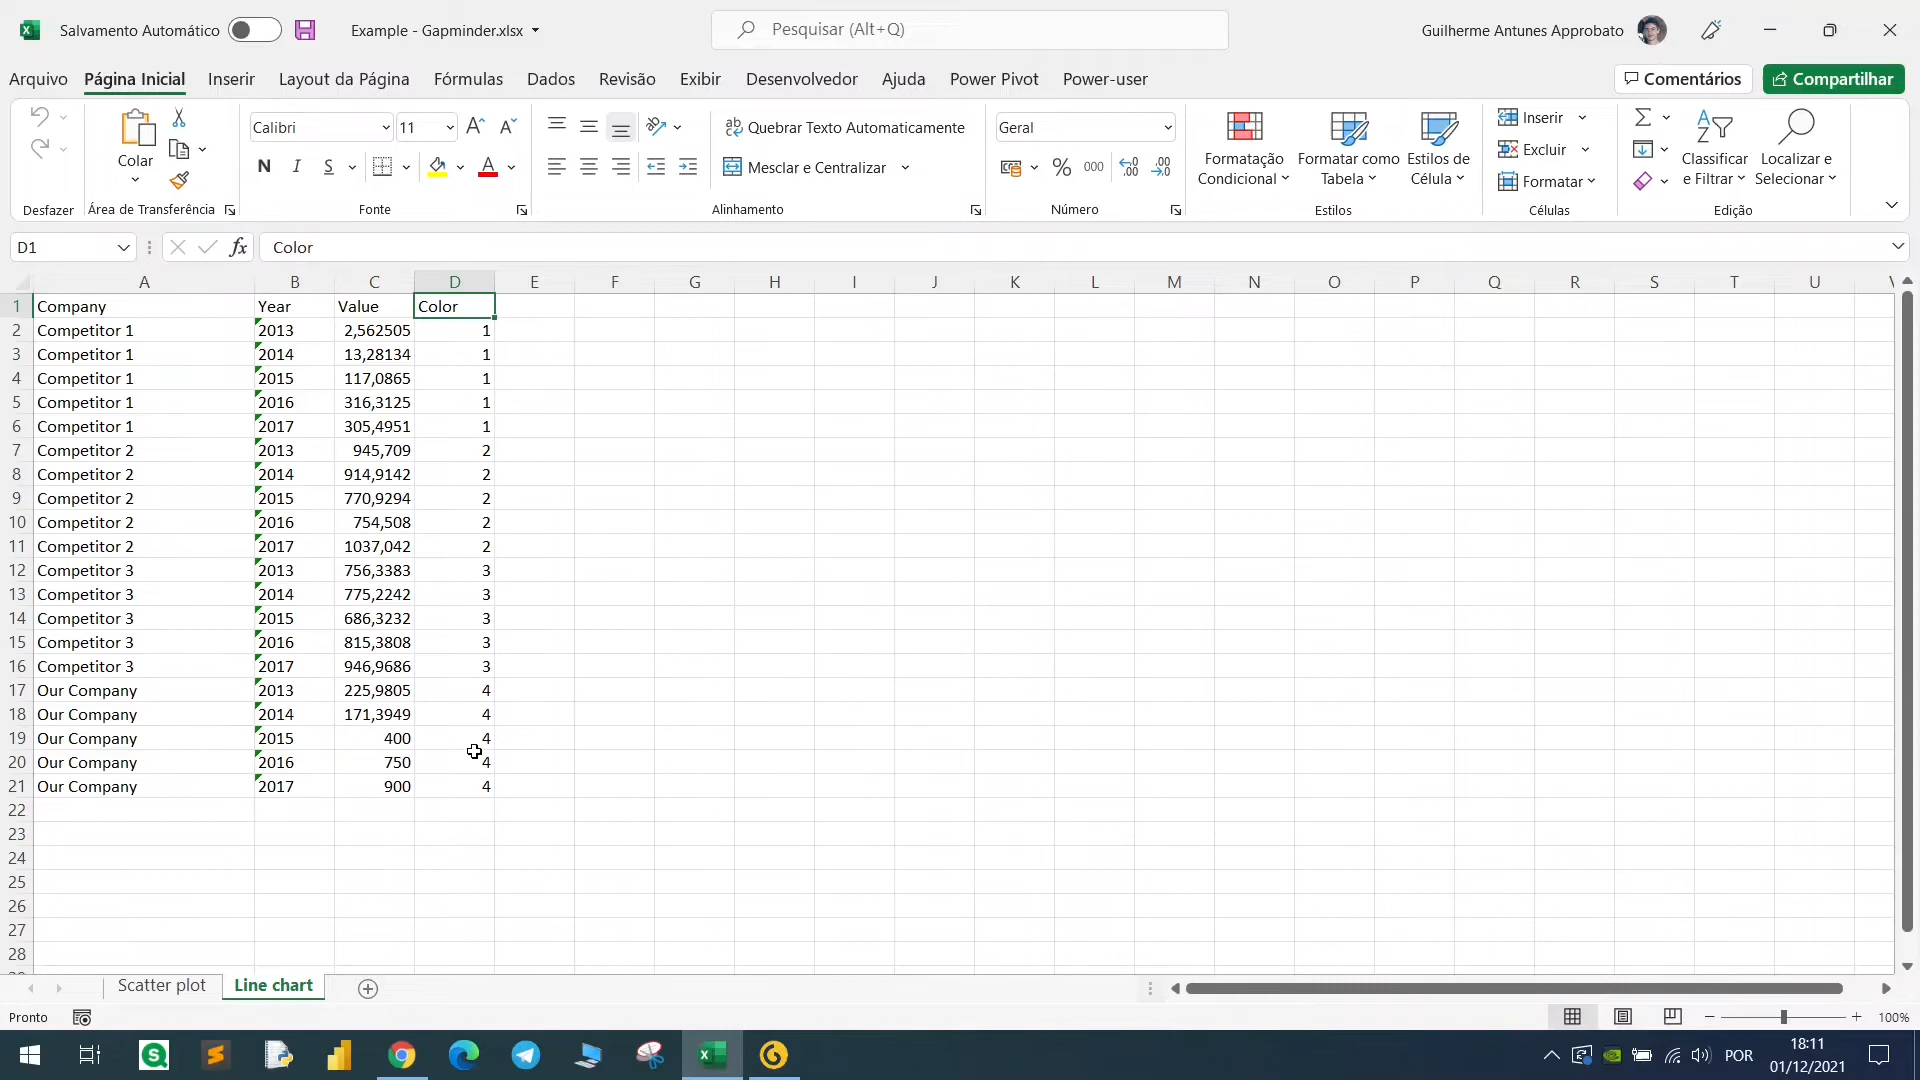 Salvamento Automático
Example - Gapminder.xlsx
Pesquisar (Alt+Q)
Guilherme Antunes Approbato
Arquivo Página Inicial Inserir Layout da Página Fórmulas Dados Revisão Exibir Desenvolvedor Ajuda Power Pivot Power-user
Comentários
Compartilhar
Colar
Calibri 11
N I S
Quebrar Texto Automaticamente
Mesclar e Centralizar
Geral
% 000
Formatação Condicional
Formatar como Tabela
Estilos de Célula
Inserir
Excluir
Formatar
Classificar e Filtrar
Localizar e Selecionar
Desfazer Área de Transferência Fonte Alinhamento Número Estilos Células Edição
D1 fx Color
A B C D E F G H I J K L M N O P Q R S T U
1 Company Year Value Color
2 Competitor 1 2013 2,562505 1
3 Competitor 1 2014 13,28134 1
4 Competitor 1 2015 117,0865 1
5 Competitor 1 2016 316,3125 1
6 Competitor 1 2017 305,4951 1
7 Competitor 2 2013 945,709 2
8 Competitor 2 2014 914,9142 2
9 Competitor 2 2015 770,9294 2
10 Competitor 2 2016 754,508 2
11 Competitor 2 2017 1037,042 2
12 Competitor 3 2013 756,3383 3
13 Competitor 3 2014 775,2242 3
14 Competitor 3 2015 686,3232 3
15 Competitor 3 2016 815,3808 3
16 Competitor 3 2017 946,9686 3
17 Our Company 2013 225,9805 4
18 Our Company 2014 171,3949 4
19 Our Company 2015 400 4
20 Our Company 2016 750 4
21 Our Company 2017 900 4
22
23
24
25
26
27
28
Scatter plot Line chart
Pronto
100%
POR
18:11
01/12/2021